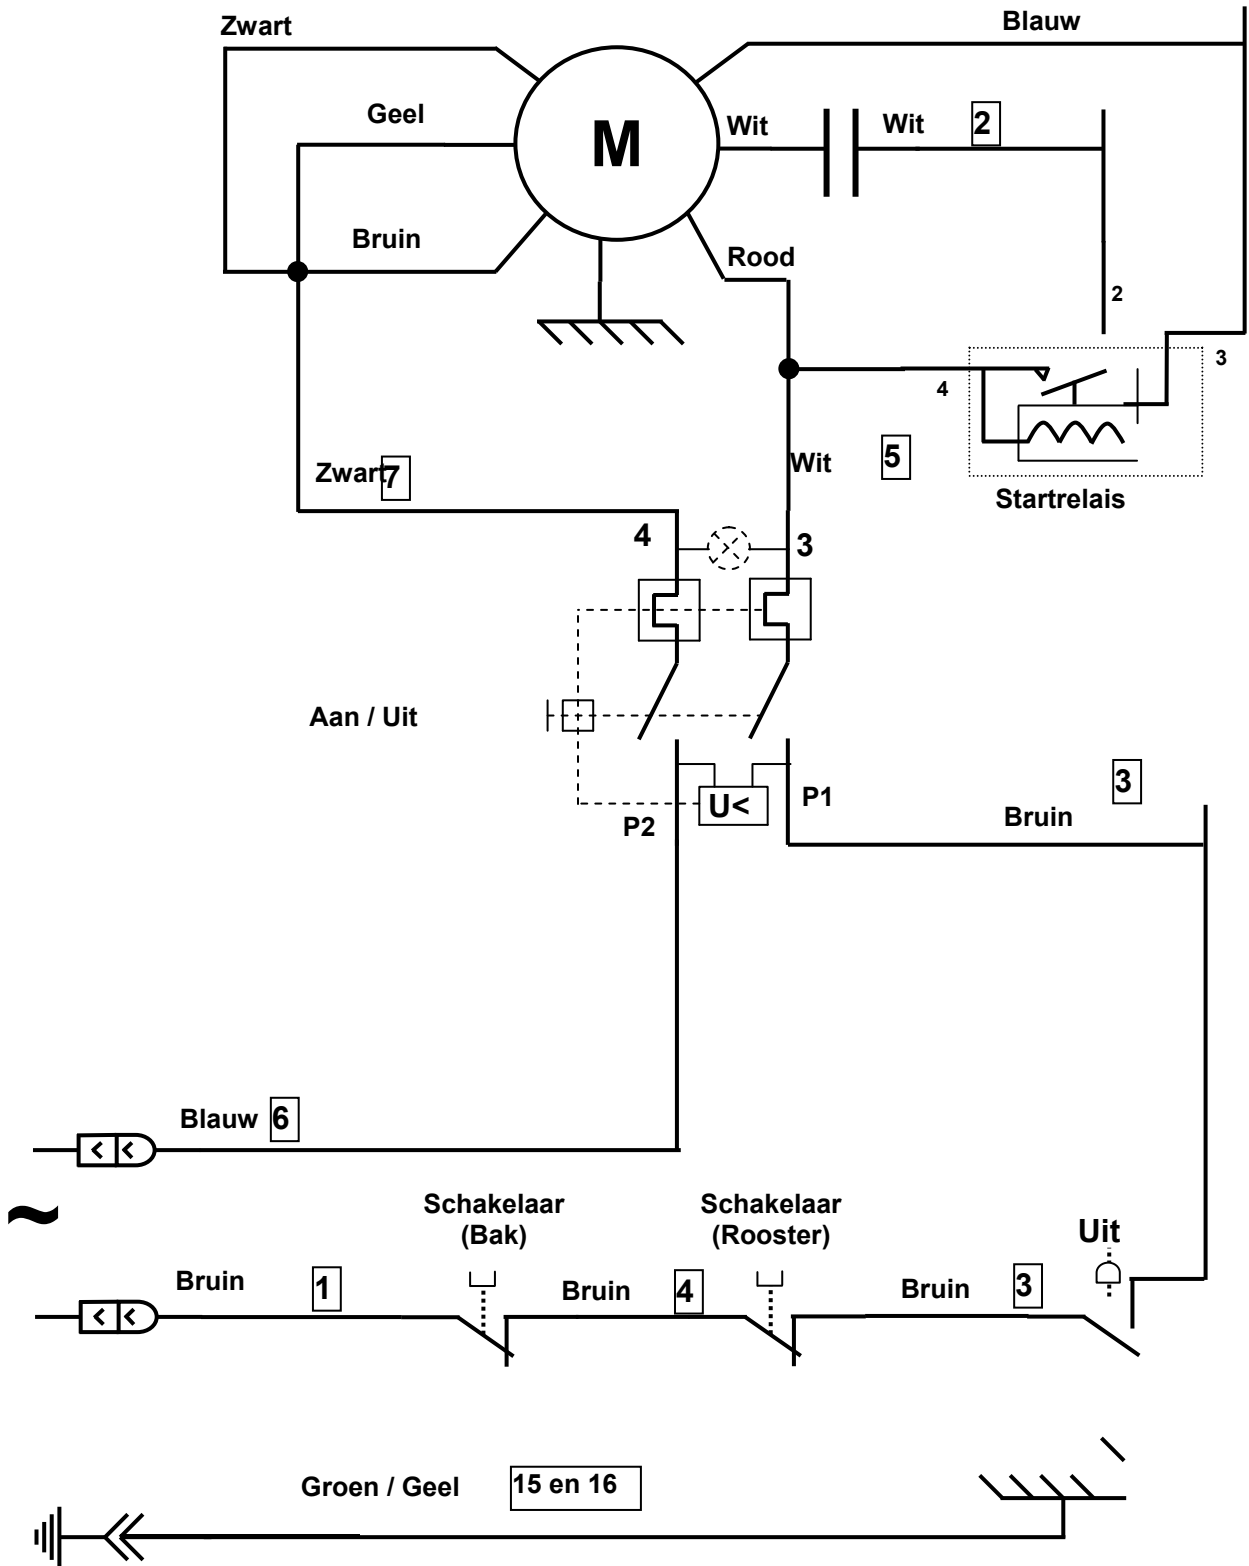 Zwart
Blauw
Geel
M
Wit
Wit 2
Bruin
Rood
2
3
4
Zwart 7
Wit 5
Startrelais
4
3
Aan / Uit
U<
P1
P2
3
Bruin
Blauw 6
~
Schakelaar
(Bak)
Schakelaar
(Rooster)
Uit
Bruin 1
Bruin 4
Bruin 3
Groen / Geel 15 en 16